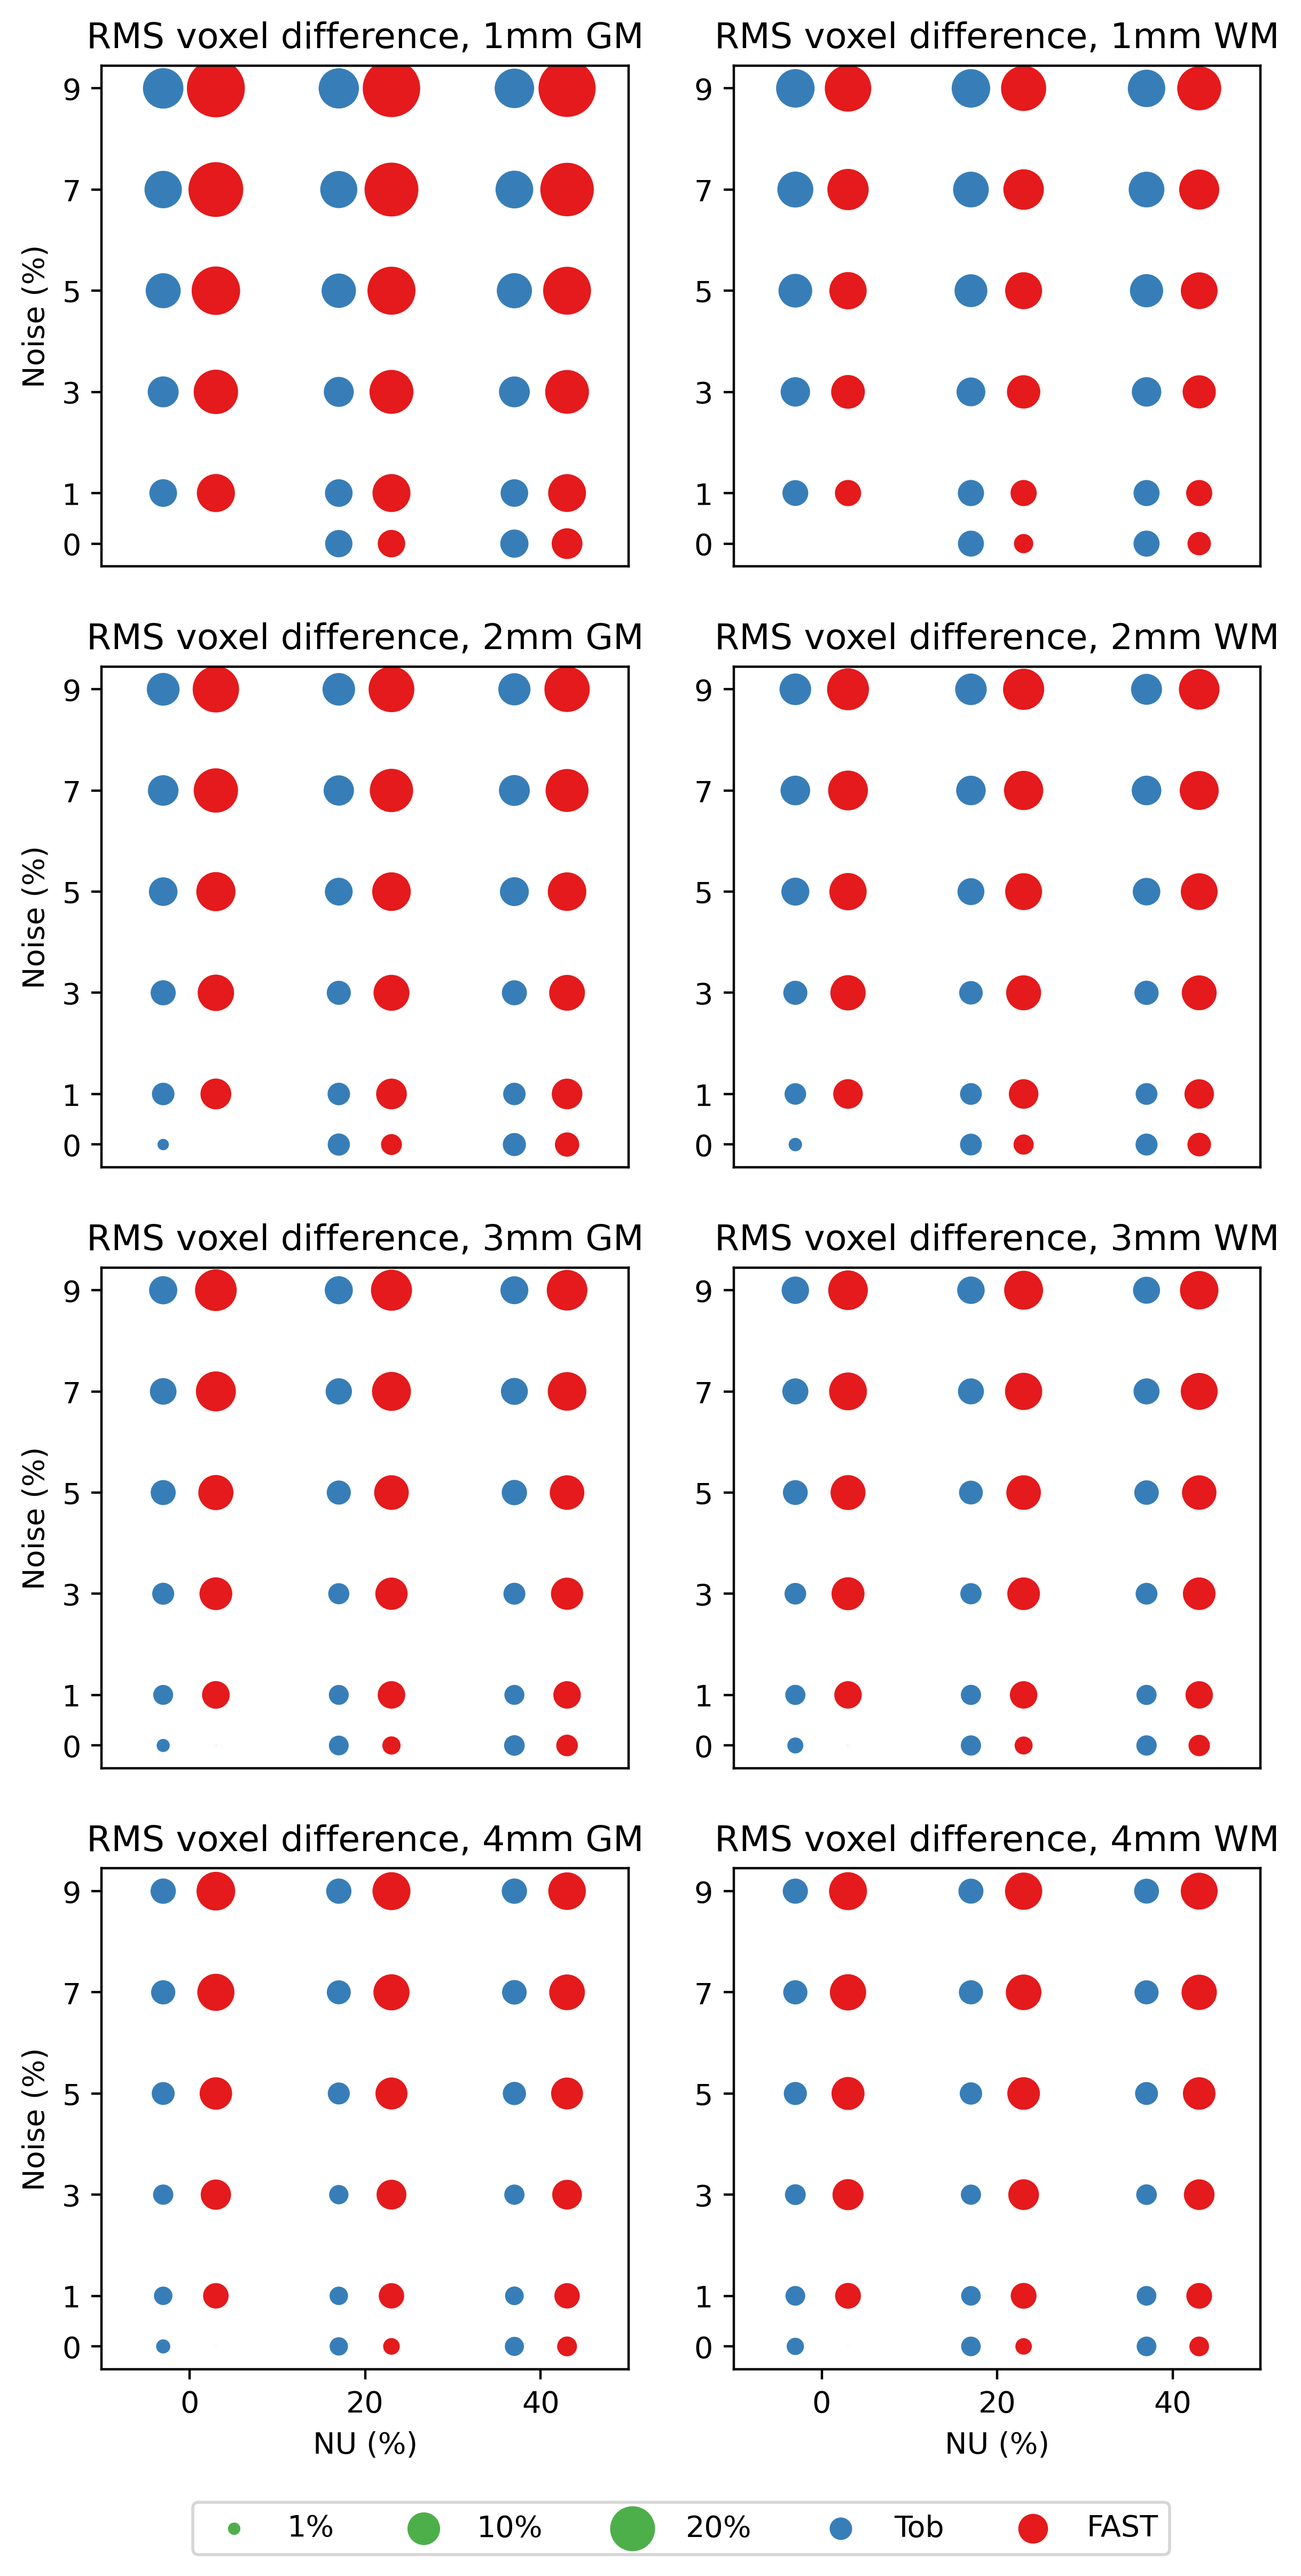 RMS voxel difference, 1mm GM
RMS voxel difference, 1mm WM
Noise (%)
9
7
5
3
1
0
9
7
5
3
1
0
RMS voxel difference, 2mm GM
RMS voxel difference, 2mm WM
Noise (%)
9
7
5
3
1
0
9
7
5
3
1
0
RMS voxel difference, 3mm GM
RMS voxel difference, 3mm WM
Noise (%)
9
7
5
3
1
0
9
7
5
3
1
0
RMS voxel difference, 4mm GM
RMS voxel difference, 4mm WM
Noise (%)
9
7
5
3
1
0
9
7
5
3
1
0
0 20 40
0 20 40
NU (%)
NU (%)
1% 10% 20% Tob FAST